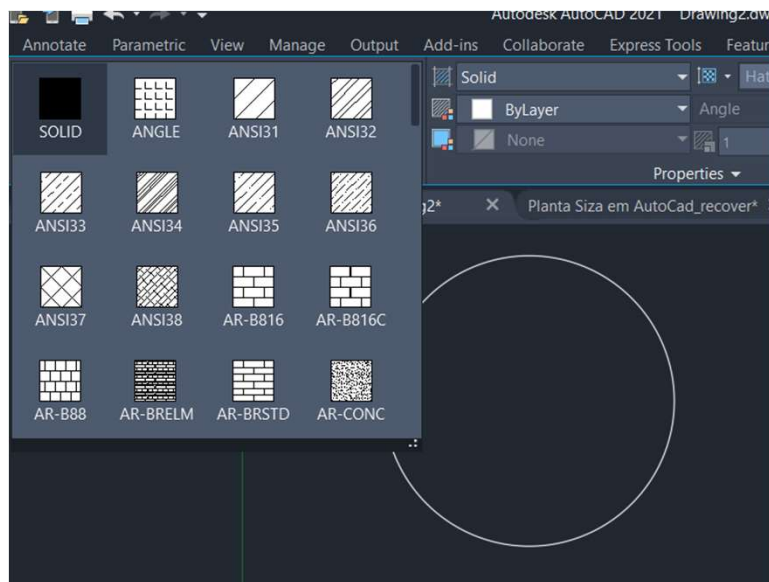 Autodesk AutoCAD 2021 Drawing2.dw
Annotate Parametric View Manage Output Add-ins Collaborate Express Tools Featur
SOLID ANGLE ANSI31 ANSI32
ANSI33 ANSI34 ANSI35 ANSI36
ANSI37 ANSI38 AR-B816 AR-B816C
AR-B88 AR-BRELM AR-BRSTD AR-CONC
Solid Hat
ByLayer Angle
None 1
Properties
g2* Planta Siza em AutoCad_recover*